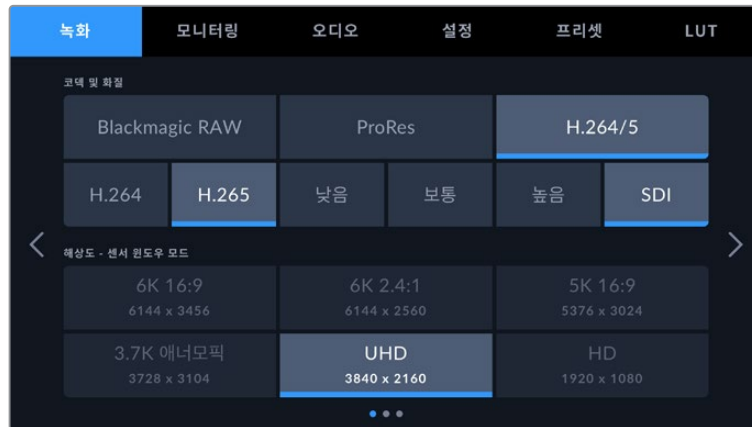 녹화 모니터링 오디오 설정 프리셋 LUT
코덱 및 화질
Blackmagic RAW ProRes H.264/5
H.264 H.265 낮음 보통 높음 SDI
해상도 - 센서 윈도우 모드
6K 16:9 6K 2.4:1 5K 16:9
6144 x 3456 6144 x 2560 5376 x 3024
3.7K 애너모픽 UHD HD
3728 x 3104 3840 x 2160 1920 x 1080